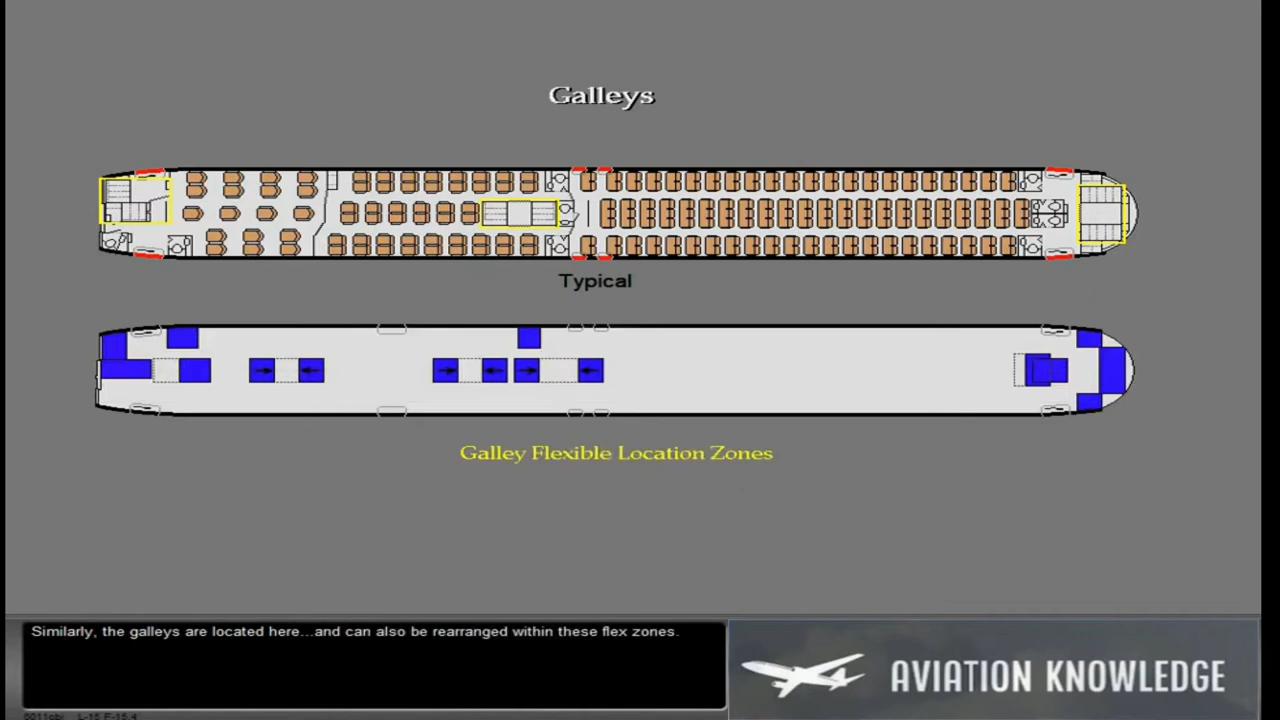 Galleys
Typical
Galley Flexible Location Zones
Similarly, the galleys are located here...and can also be rearranged within these flex zones.
AVIATION KNOWLEDGE